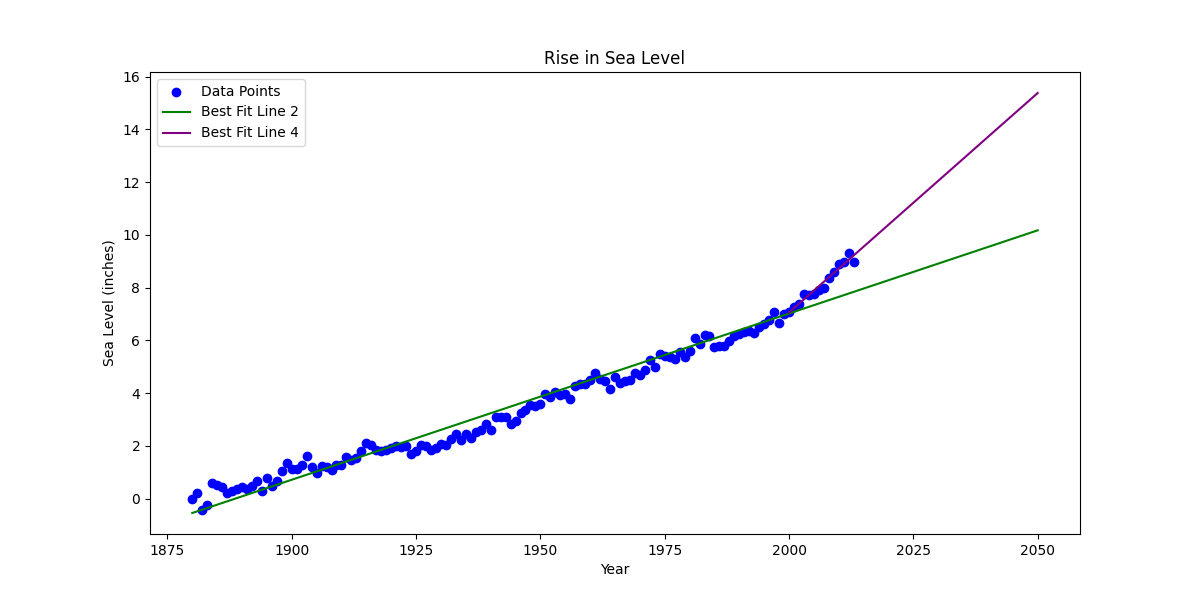 Rise in Sea Level
16
14
12
10
8
6
4
2
0
Sea Level (inches)
Data Points
Best Fit Line 2
Best Fit Line 4
1875
1900
1925
1950
1975
2000
2025
2050
Year